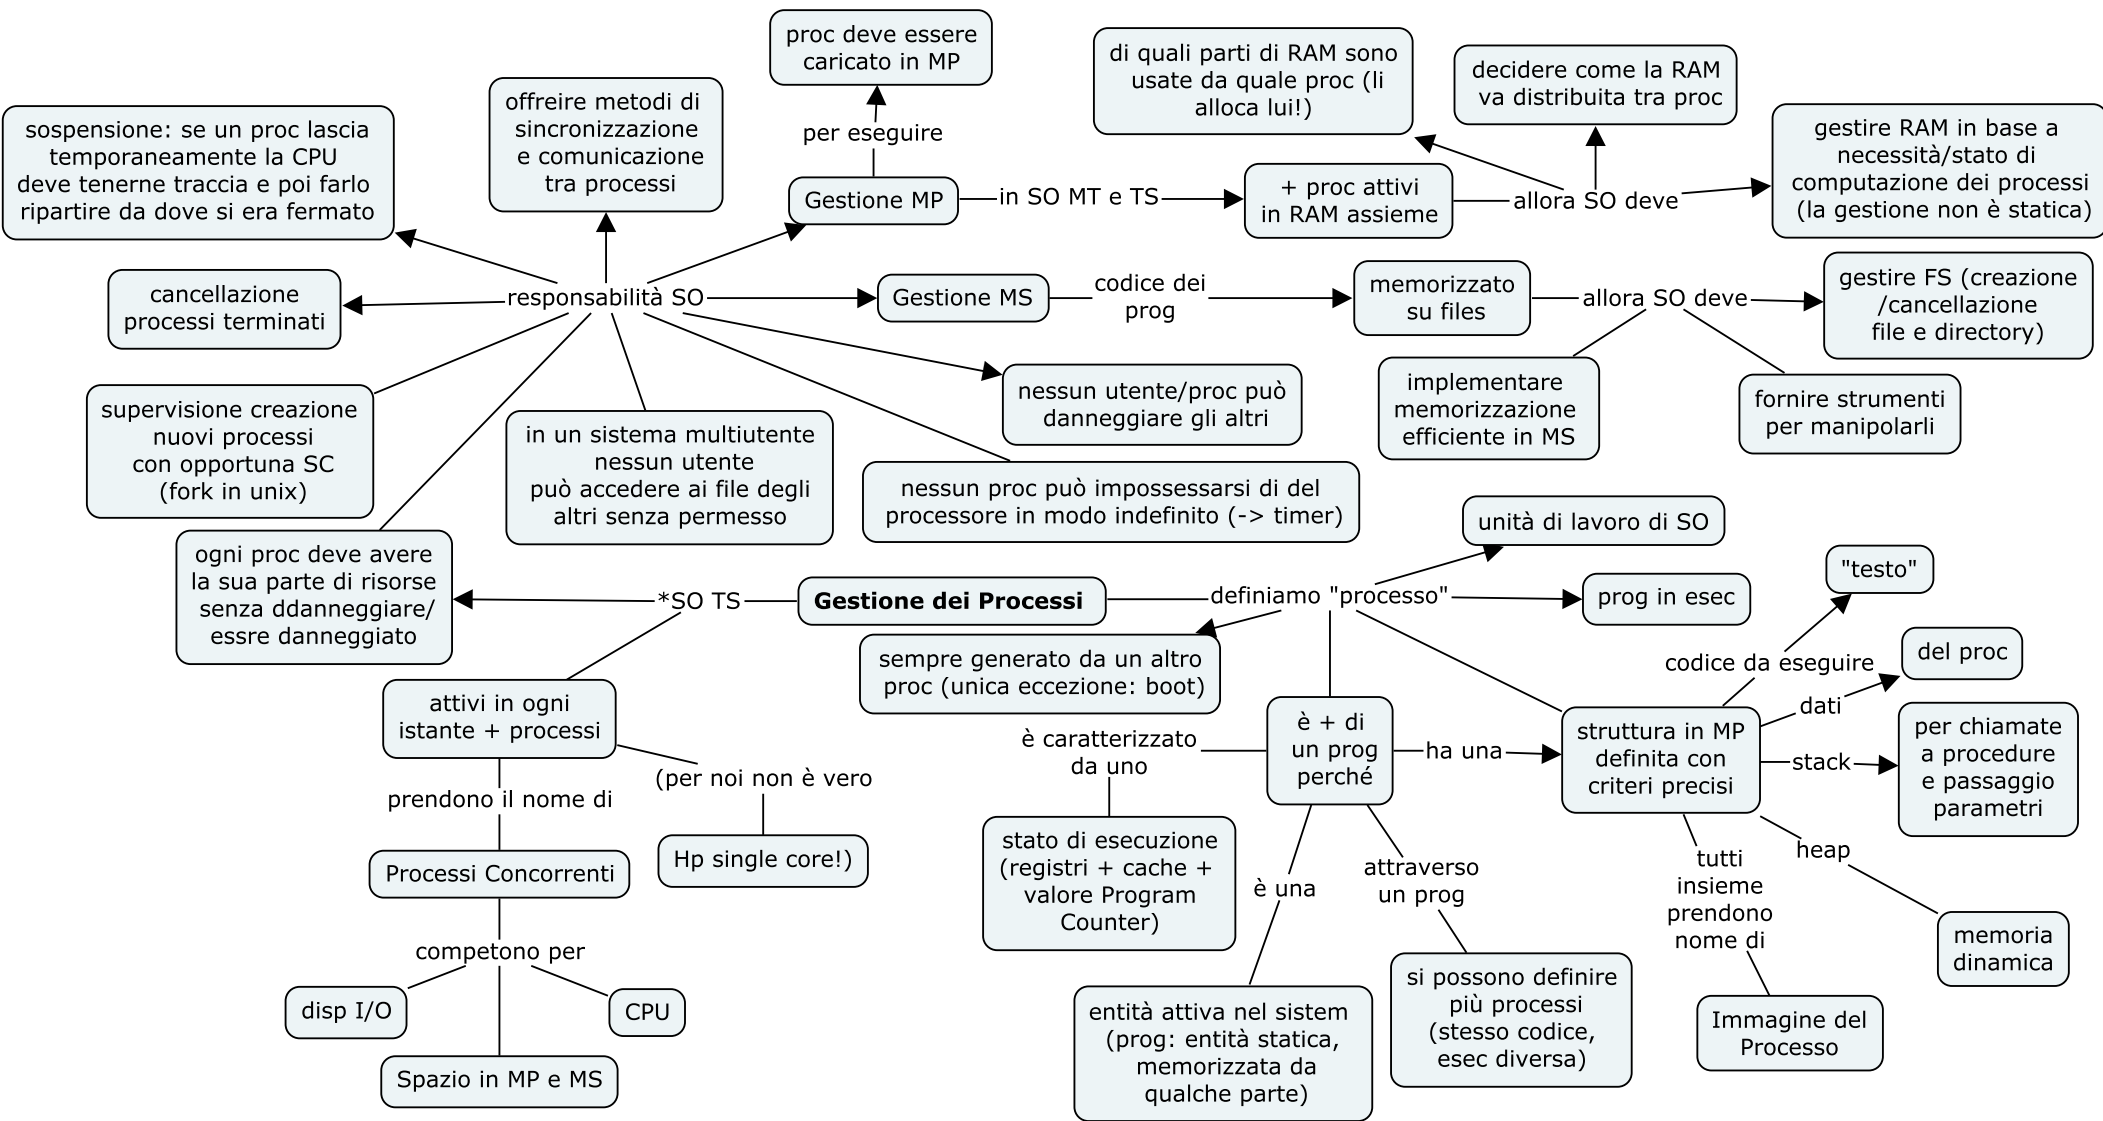 proc deve essere
caricato in MP
per eseguire
Gestione MP
in SO MT e TS
+ proc attivi
in RAM assieme
allora SO deve
di quali parti di RAM sono
usate da quale proc (li
alloca lui!)
decidere come la RAM
va distribuita tra proc
gestire RAM in base a
necessità/stato di
computazione dei processi
(la gestione non è statica)
offreire metodi di
sincronizzazione
e comunicazione
tra processi
sospensione: se un proc lascia
temporaneamente la CPU
deve tenerne traccia e poi farlo
ripartire da dove si era fermato
cancellazione
processi terminati
responsabilità SO
Gestione MS
codice dei
prog
memorizzato
su files
allora SO deve
gestire FS (creazione
/cancellazione
file e directory)
implementare
memorizzazione
efficiente in MS
fornire strumenti
per manipolarli
supervisione creazione
nuovi processi
con opportuna SC
(fork in unix)
in un sistema multiutente
nessun utente
può accedere ai file degli
altri senza permesso
nessun utente/proc può
danneggiare gli altri
nessun proc può impossessarsi di del
processore in modo indefinito (-> timer)
ogni proc deve avere
la sua parte di risorse
senza ddanneggiare/
essre danneggiato
*SO TS
Gestione dei Processi
definiamo "processo"
unità di lavoro di SO
prog in esec
sempre generato da un altro
proc (unica eccezione: boot)
attivi in ogni
istante + processi
(per noi non è vero
Hp single core!)
prendono il nome di
Processi Concorrenti
competono per
disp I/O
CPU
Spazio in MP e MS
è + di
un prog
perché
è caratterizzato
da uno
stato di esecuzione
(registri + cache +
valore Program
Counter)
è una
entità attiva nel sistem
(prog: entità statica,
memorizzata da
qualche parte)
attraverso
un prog
si possono definire
più processi
(stesso codice,
esec diversa)
ha una
struttura in MP
definita con
criteri precisi
codice da eseguire
"testo"
dati
del proc
stack
per chiamate
a procedure
e passaggio
parametri
heap
memoria
dinamica
tutti
insieme
prendono
nome di
Immagine del
Processo